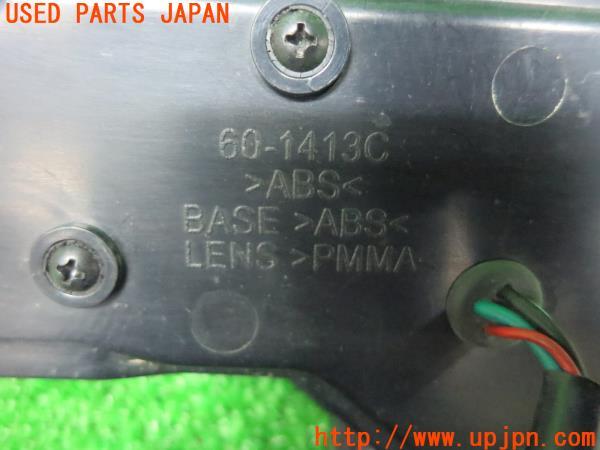 USED PARTS JAPAN
60-1413C
>ABS<
BASE >ABS<
LENS >PMMA
http://www.upjpn.com